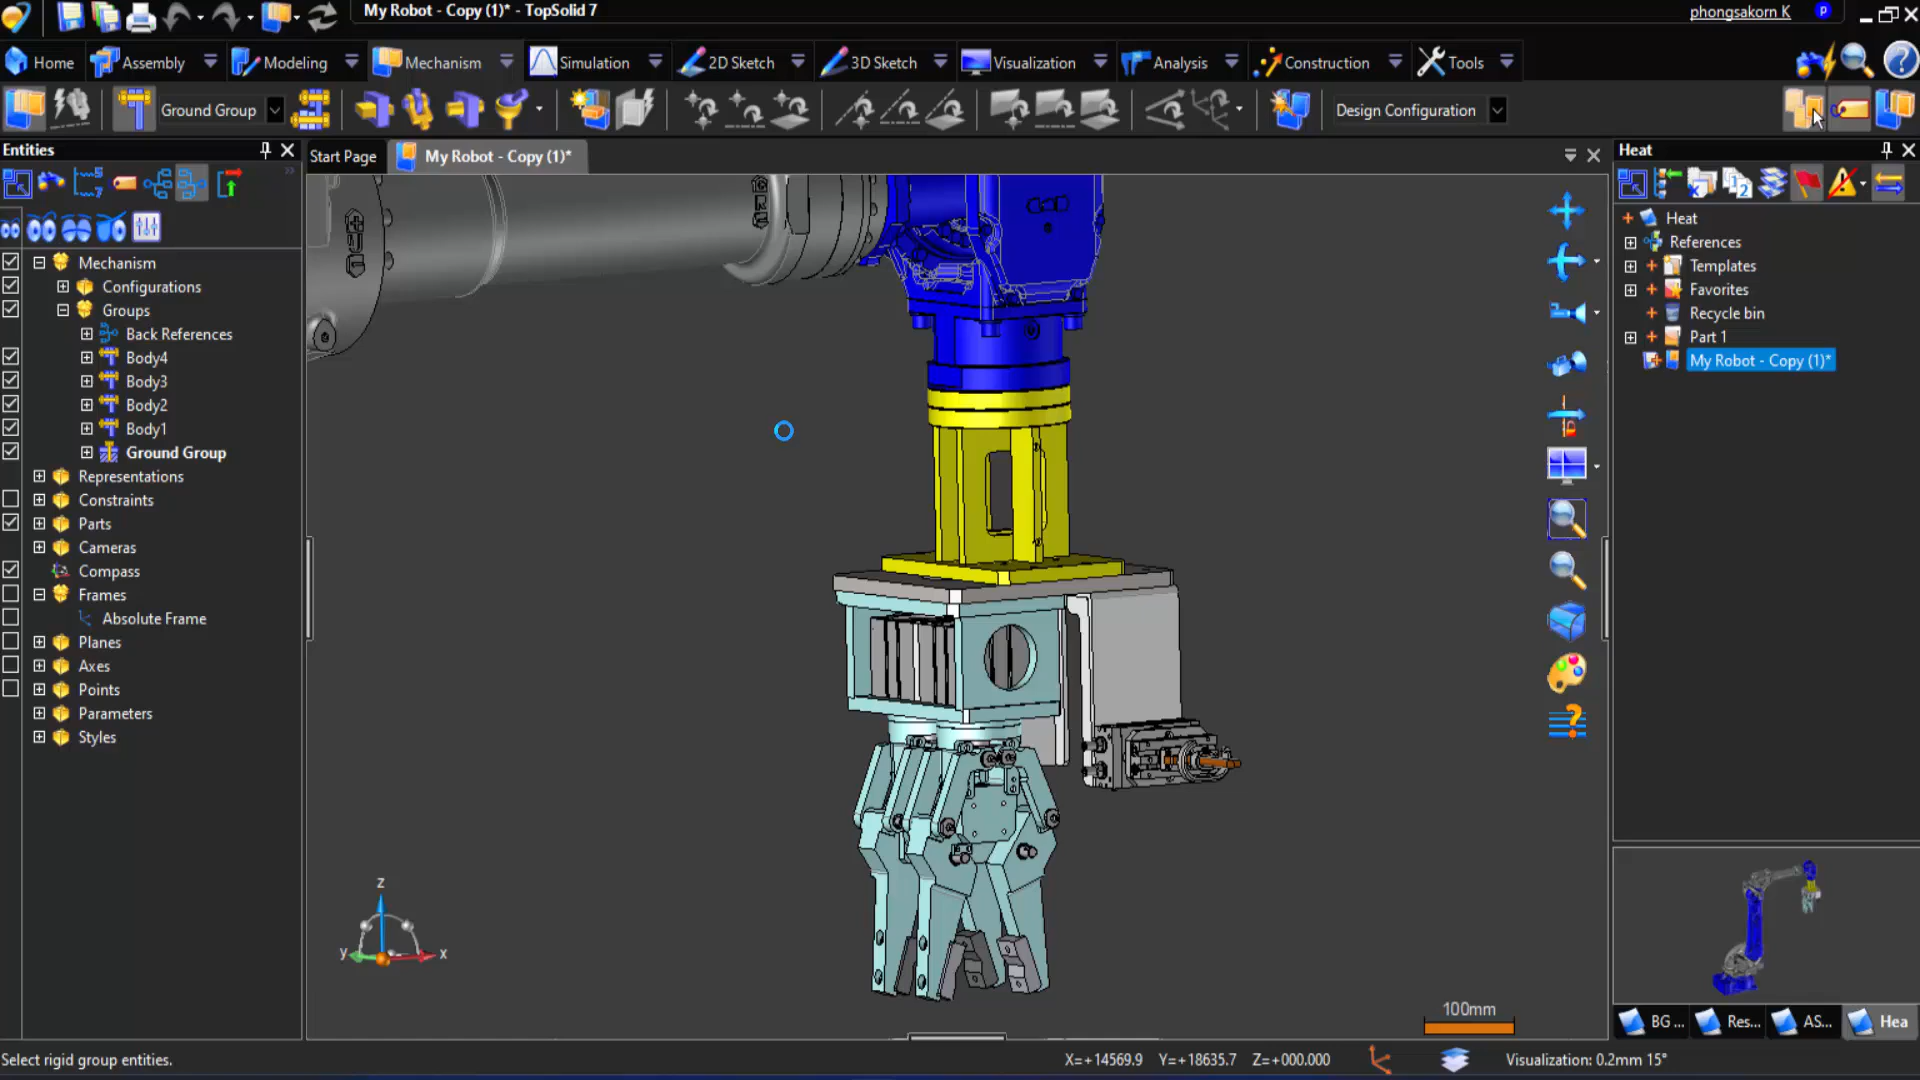 My Robot - Copy (1)* - TopSolid 7
phongsakorn K
p
Home
Assembly
Modeling
Mechanism
Simulation
2D Sketch
3D Sketch
Visualization
Analysis
Construction
Tools
Ground Group
Design Configuration
Entities
Start Page
My Robot - Copy (1)*
Heat
Mechanism
Configurations
Groups
Back References
Body4
Body3
Body2
Body1
Ground Group
Representations
Constraints
Parts
Cameras
Compass
Frames
Absolute Frame
Planes
Axes
Points
Parameters
Styles
Heat
References
Templates
Favorites
Recycle bin
Part 1
My Robot - Copy (1)*
z
y
x
100mm
BG ...
Res...
AS...
Hea
Select rigid group entities.
X=+14569.9 Y=+18635.7 Z=+000.000
Visualization: 0.2mm 15°